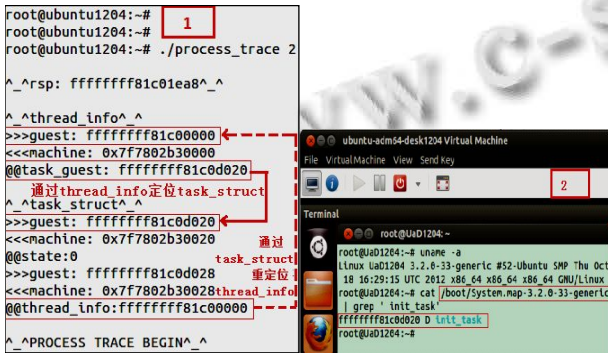 root@ubuntu1204:~#
root@ubuntu1204:~#
root@ubuntu1204:~# ./process_trace 2
1
^_^rsp: ffffffff81c01ea8^_^
^_^thread_info^_^
>>>guest: ffffffff81c00000
<<<machine: 0x7f7802b30000
@@task_guest: ffffffff81c0d020
通过thread_info定位task_struct
^_^task_struct^_^
>>>guest: ffffffff81c0d020
<<<machine: 0x7f7802b30020
@@state:0
>>>guest: ffffffff81c0d028
<<<machine: 0x7f7802b30028
@@thread_info:ffffffff81c00000
通过
task_struct
重定位
thread_info
^_^PROCESS TRACE BEGIN^_^
www.c-s
ubuntu-adm64-desk1204 Virtual Machine
File Virtual Machine View Send Key
2
Terminal
root@UaD1204: ~
root@UaD1204:~# uname -a
Linux UaD1204 3.2.0-33-generic #52-Ubuntu SMP Thu Oct
18 16:29:15 UTC 2012 x86_64 x86_64 x86_64 GNU/Linux
root@UaD1204:~# cat /boot/System.map-3.2.0-33-generic
| grep ' init_task'
ffffffff81c0d020 D init_task
root@UaD1204:~#